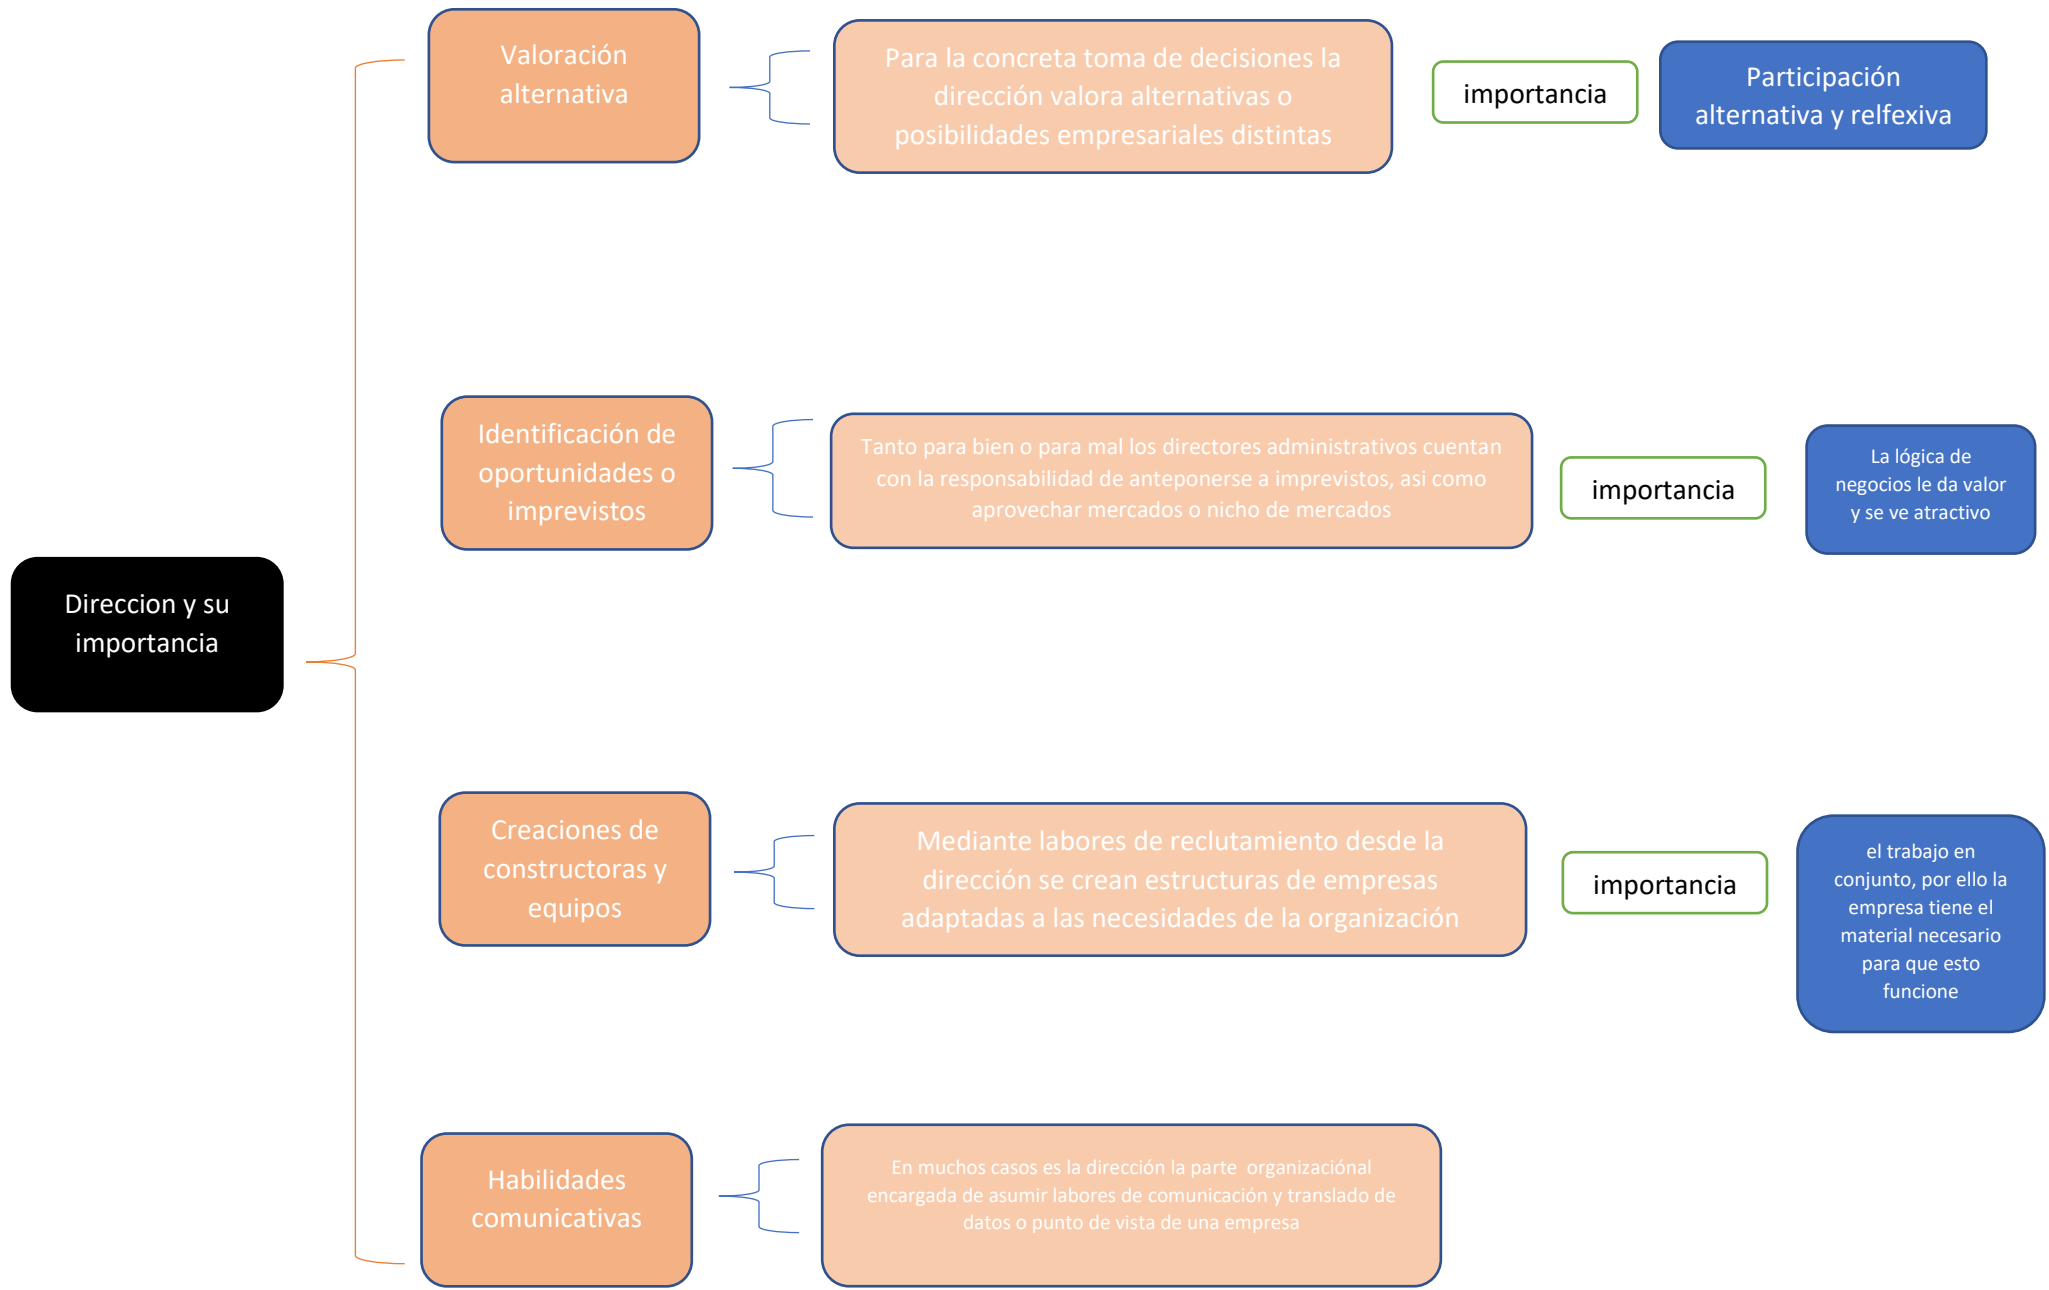 Valoración
alternativa
Para la concreta toma de decisiones la
dirección valora alternativas o
posibilidades empresariales distintas
importancia
Participación
alternativa y relfexiva
Identificación de
oportunidades o
imprevistos
Tanto para bien o para mal los directores administrativos cuentan
con la responsabilidad de anteponerse a imprevistos, asi como
aprovechar mercados o nicho de mercados
importancia
La lógica de
negocios le da valor
y se ve atractivo
Direccion y su
importancia
Creaciones de
constructoras y
equipos
Mediante labores de reclutamiento desde la
dirección se crean estructuras de empresas
adaptadas a las necesidades de la organización
importancia
el trabajo en
conjunto, por ello la
empresa tiene el
material necesario
para que esto
funcione
Habilidades
comunicativas
En muchos casos es la dirección la parte  organizaciónal
encargada de asumir labores de comunicación y translado de
datos o punto de vista de una empresa